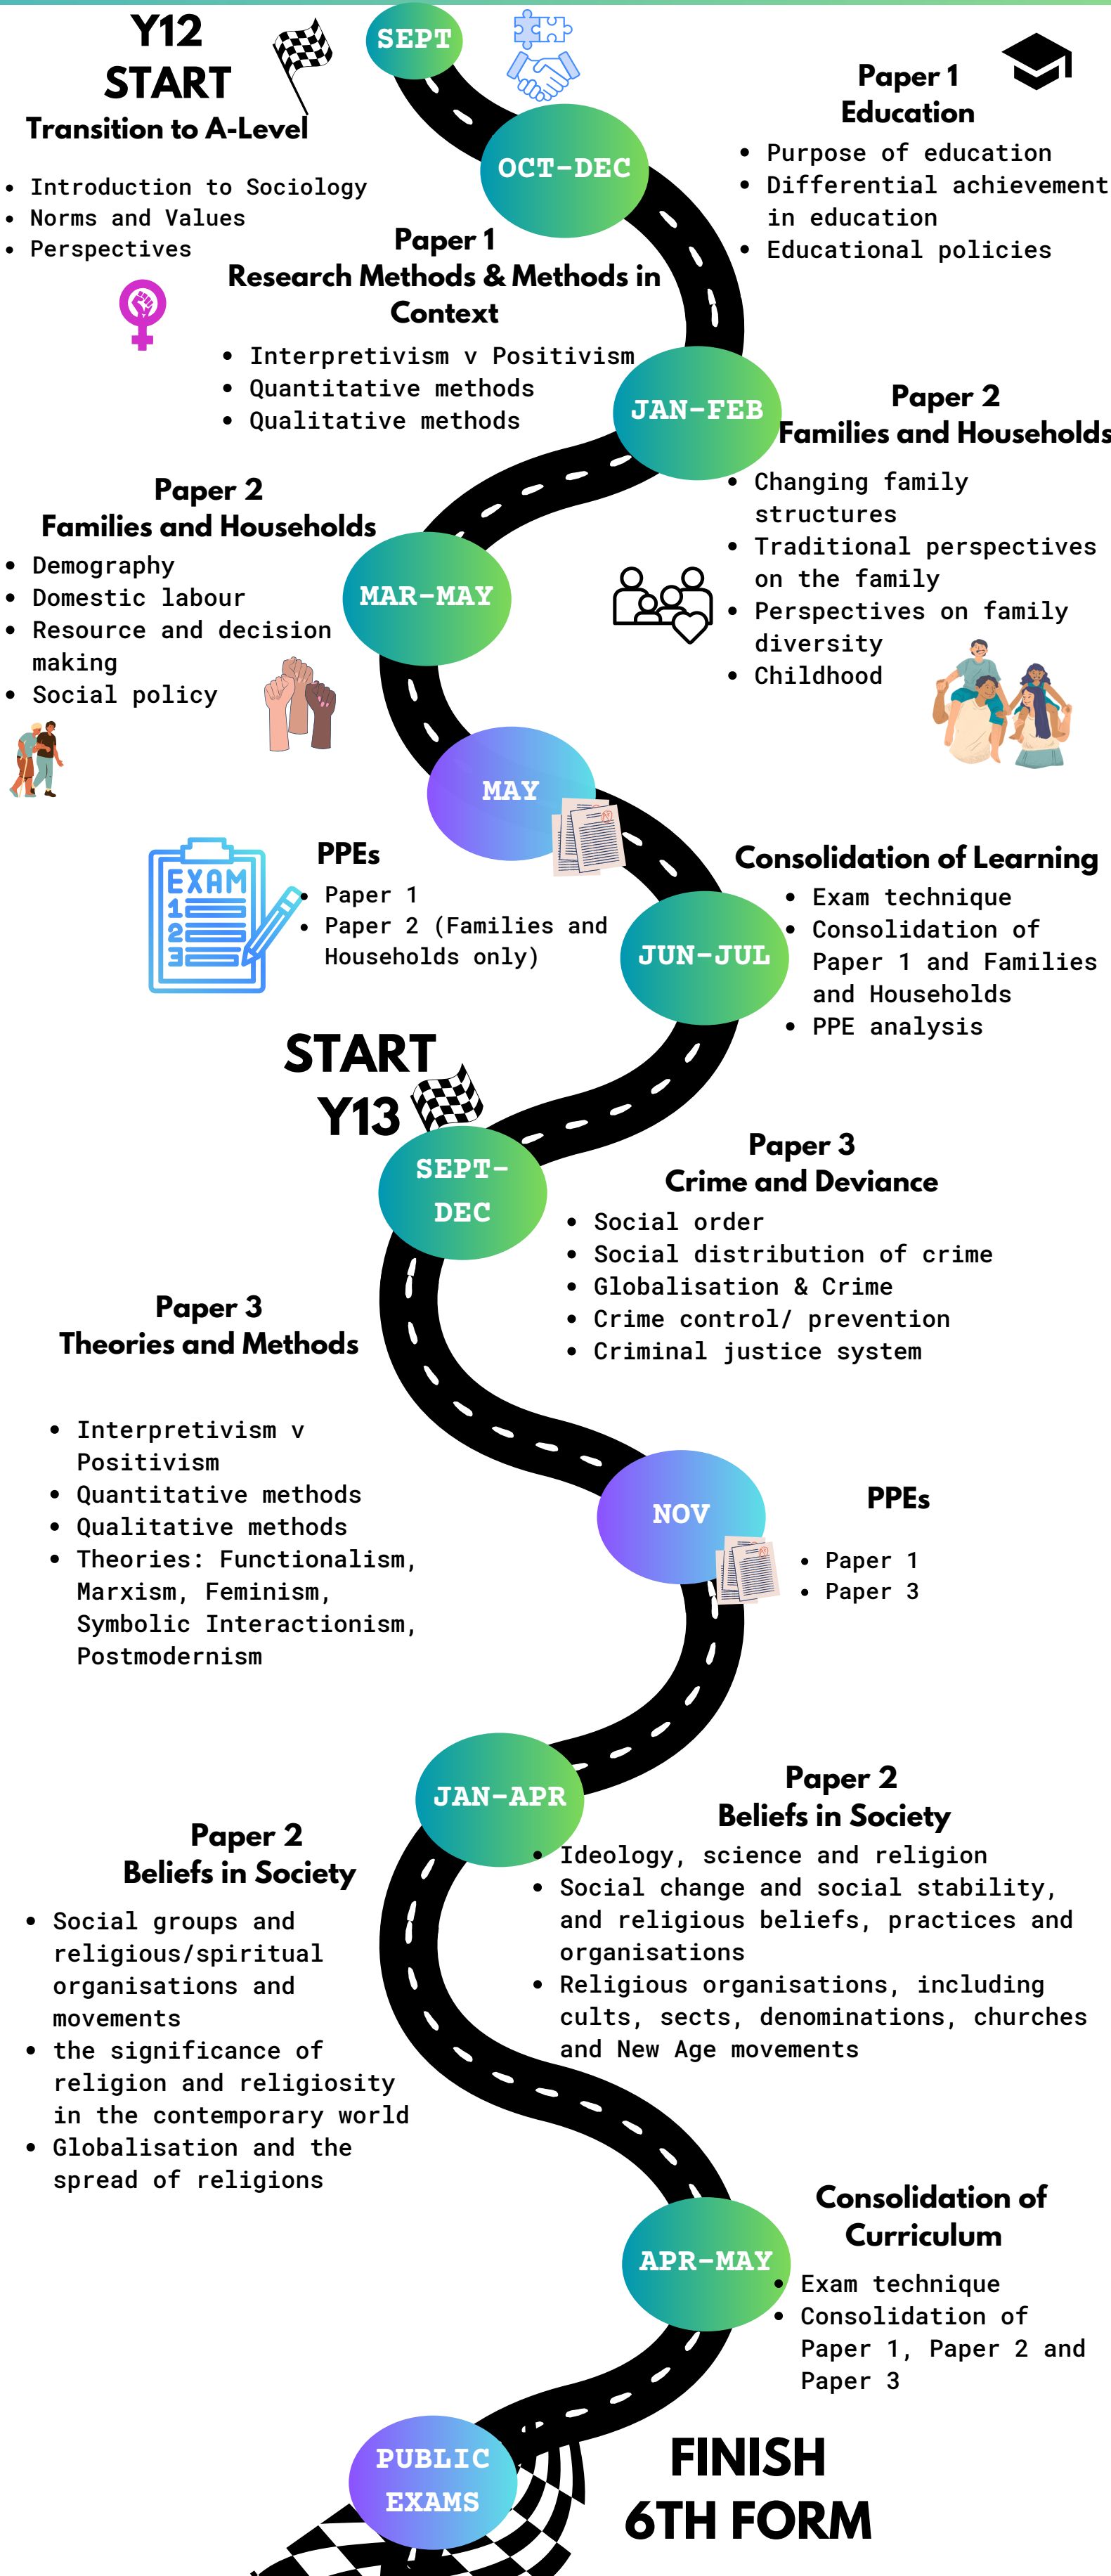 Y12
START
Transition to A-Level
• Introduction to Sociology
• Norms and Values
• Perspectives
SEPT
OCT-DEC
Paper 1
Education
• Purpose of education
• Differential achievement
in education
• Educational policies
Paper 1
Research Methods & Methods in
Context
• Interpretivism v Positivism
• Quantitative methods
• Qualitative methods
JAN-FEB
Paper 2
Families and Households
• Changing family
structures
• Traditional perspectives
on the family
• Perspectives on family
diversity
• Childhood
Paper 2
Families and Households
• Demography
• Domestic labour
• Resource and decision
making
• Social policy
MAR-MAY
MAY
EXAM
1
2
3
PPEs
• Paper 1
• Paper 2 (Families and
Households only)
JUN-JUL
Consolidation of Learning
• Exam technique
• Consolidation of
Paper 1 and Families
and Households
• PPE analysis
START
Y13
SEPT-
DEC
Paper 3
Crime and Deviance
• Social order
• Social distribution of crime
• Globalisation & Crime
• Crime control/ prevention
• Criminal justice system
Paper 3
Theories and Methods
• Interpretivism v
Positivism
• Quantitative methods
• Qualitative methods
• Theories: Functionalism,
Marxism, Feminism,
Symbolic Interactionism,
Postmodernism
NOV
PPEs
• Paper 1
• Paper 3
JAN-APR
Paper 2
Beliefs in Society
• Ideology, science and religion
• Social change and social stability,
and religious beliefs, practices and
organisations
• Religious organisations, including
cults, sects, denominations, churches
and New Age movements
Paper 2
Beliefs in Society
• Social groups and
religious/spiritual
organisations and
movements
• the significance of
religion and religiosity
in the contemporary world
• Globalisation and the
spread of religions
APR-MAY
Consolidation of
Curriculum
• Exam technique
• Consolidation of
Paper 1, Paper 2 and
Paper 3
PUBLIC
EXAMS
FINISH
6TH FORM